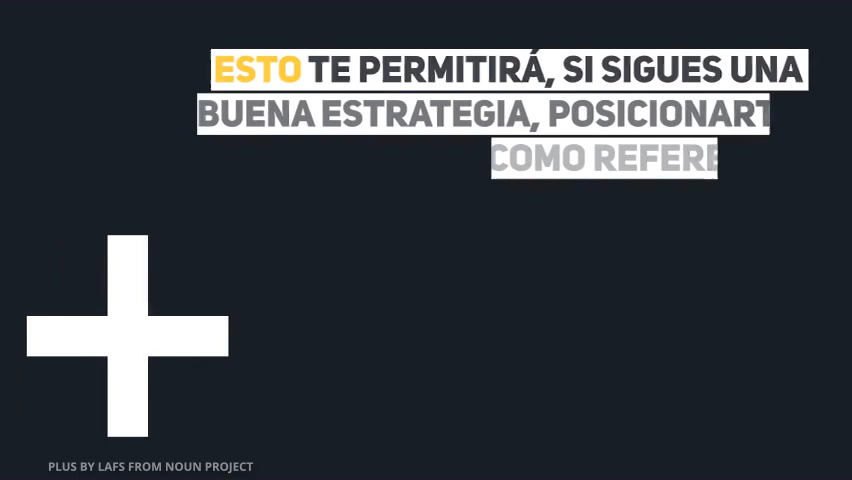 ESTO TE PERMITIRÁ, SI SIGUES UNA
BUENA ESTRATEGIA, POSICIONART
COMO REFERE
PLUS BY LAFS FROM NOUN PROJECT